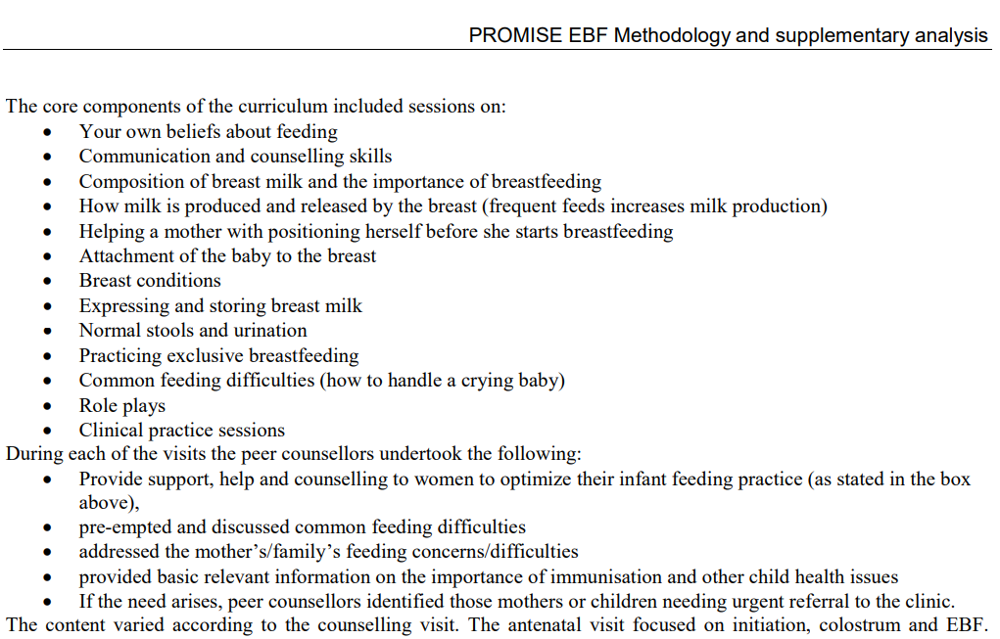 PROMISE EBF Methodology and supplementary analysis
The core components of the curriculum included sessions on:
• Your own beliefs about feeding
• Communication and counselling skills
• Composition of breast milk and the importance of breastfeeding
• How milk is produced and released by the breast (frequent feeds increases milk production)
• Helping a mother with positioning herself before she starts breastfeeding
• Attachment of the baby to the breast
• Breast conditions
• Expressing and storing breast milk
• Normal stools and urination
• Practicing exclusive breastfeeding
• Common feeding difficulties (how to handle a crying baby)
• Role plays
• Clinical practice sessions
During each of the visits the peer counsellors undertook the following:
• Provide support, help and counselling to women to optimize their infant feeding practice (as stated in the box
above),
• pre-empted and discussed common feeding difficulties
• addressed the mother’s/family’s feeding concerns/difficulties
• provided basic relevant information on the importance of immunisation and other child health issues
• If the need arises, peer counsellors identified those mothers or children needing urgent referral to the clinic.
The content varied according to the counselling visit. The antenatal visit focused on initiation, colostrum and EBF.